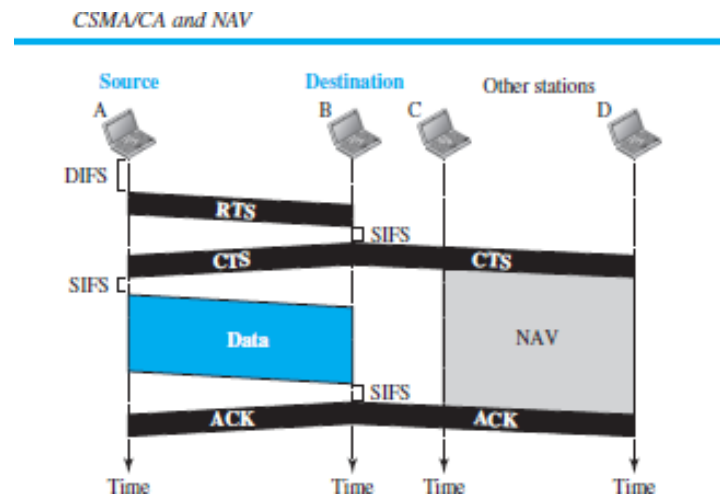 CSMA/CA and NAV
Source Destination Other stations
A B C D
DIFS
RTS
SIFS
CTS CTS
SIFS
Data NAV
SIFS
ACK ACK
Time Time Time Time